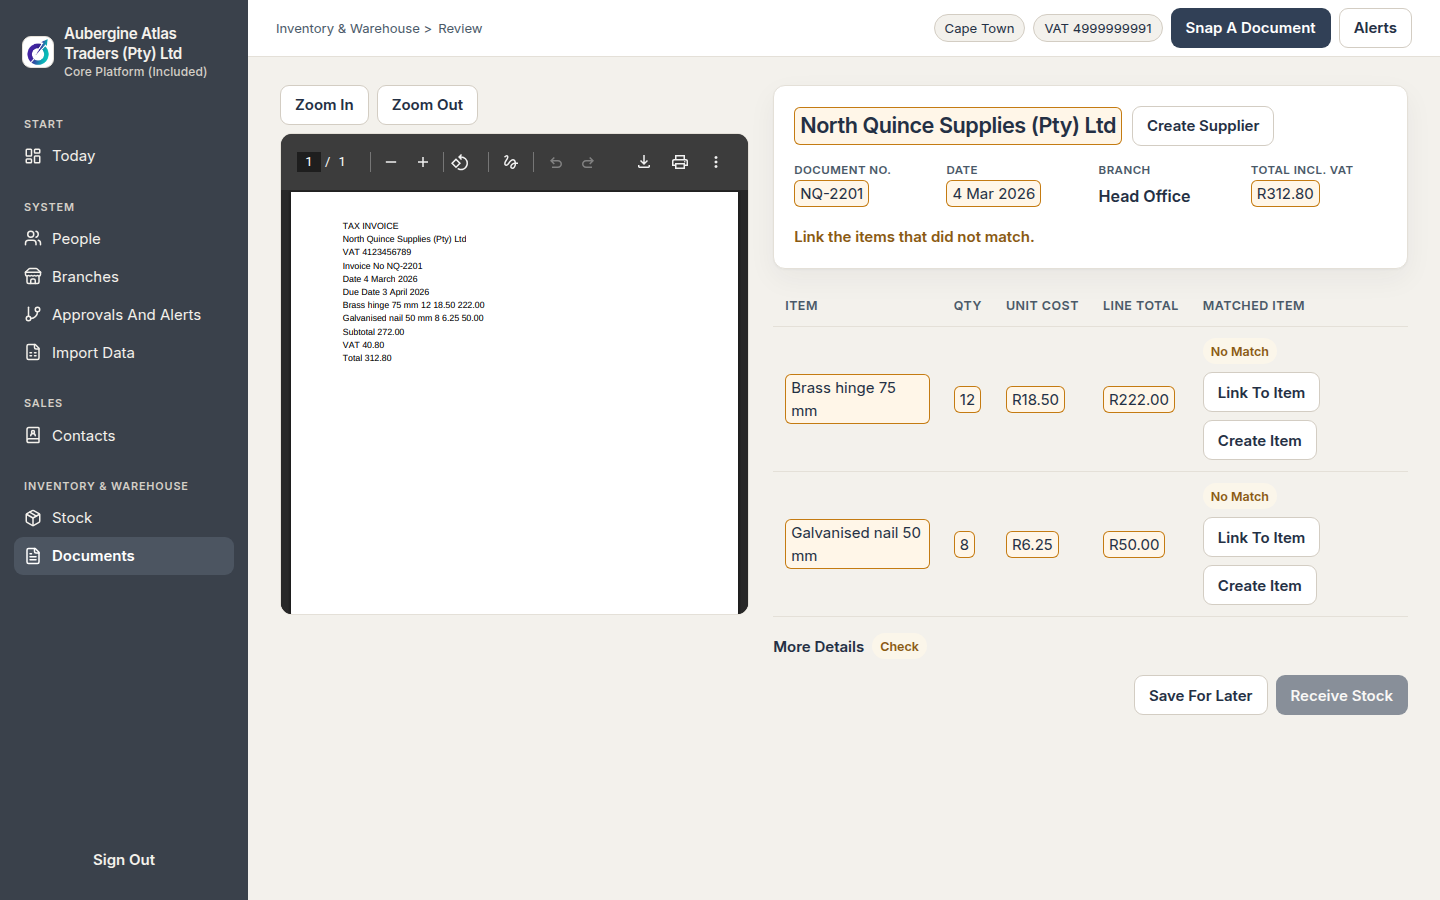 Aubergine Atlas
Traders (Pty) Ltd
Core Platform (Included)
START
Today
SYSTEM
People
Branches
Approvals And Alerts
Import Data
SALES
Contacts
INVENTORY & WAREHOUSE
Stock
Documents
Sign Out
Inventory & Warehouse > Review
Cape Town
VAT 4999999991
Snap A Document
Alerts
Zoom In
Zoom Out
1 / 1
TAX INVOICE
North Quince Supplies (Pty) Ltd
VAT 4123456789
Invoice No NQ-2201
Date 4 March 2026
Due Date 3 April 2026
Brass hinge 75 mm 12 18.50 222.00
Galvanised nail 50 mm 8 6.25 50.00
Subtotal 272.00
VAT 40.80
Total 312.80
North Quince Supplies (Pty) Ltd
Create Supplier
DOCUMENT NO. DATE BRANCH TOTAL INCL. VAT
NQ-2201 4 Mar 2026 Head Office R312.80
Link the items that did not match.
ITEM QTY UNIT COST LINE TOTAL MATCHED ITEM
Brass hinge 75
mm
12 R18.50 R222.00
No Match
Link To Item
Create Item
Galvanised nail 50
mm
8 R6.25 R50.00
No Match
Link To Item
Create Item
More Details Check
Save For Later
Receive Stock